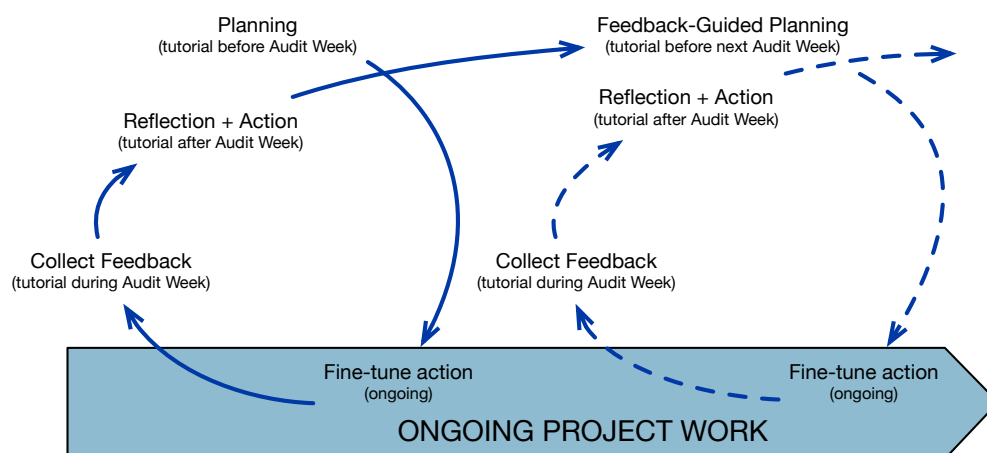 Planning
(tutorial before Audit Week)
Feedback-Guided Planning
(tutorial before next Audit Week)
Reflection + Action
(tutorial after Audit Week)
Reflection + Action
(tutorial after Audit Week)
Collect Feedback
(tutorial during Audit Week)
Collect Feedback
(tutorial during Audit Week)
Fine-tune action
(ongoing)
Fine-tune action
(ongoing)
ONGOING PROJECT WORK